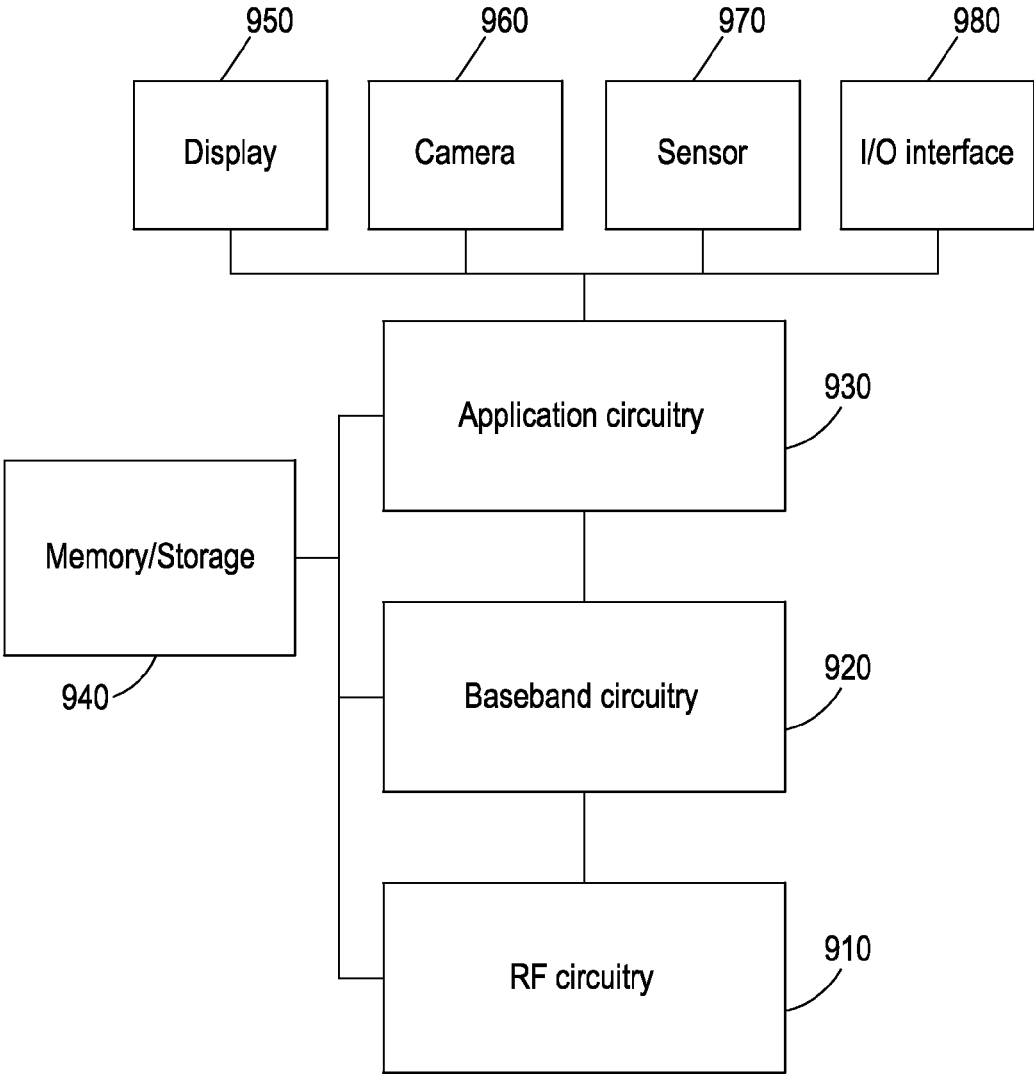 950
960
970
980
Display
Camera
Sensor
I/O interface
930
Application circuitry
Memory/Storage
940
920
Baseband circuitry
910
RF circuitry